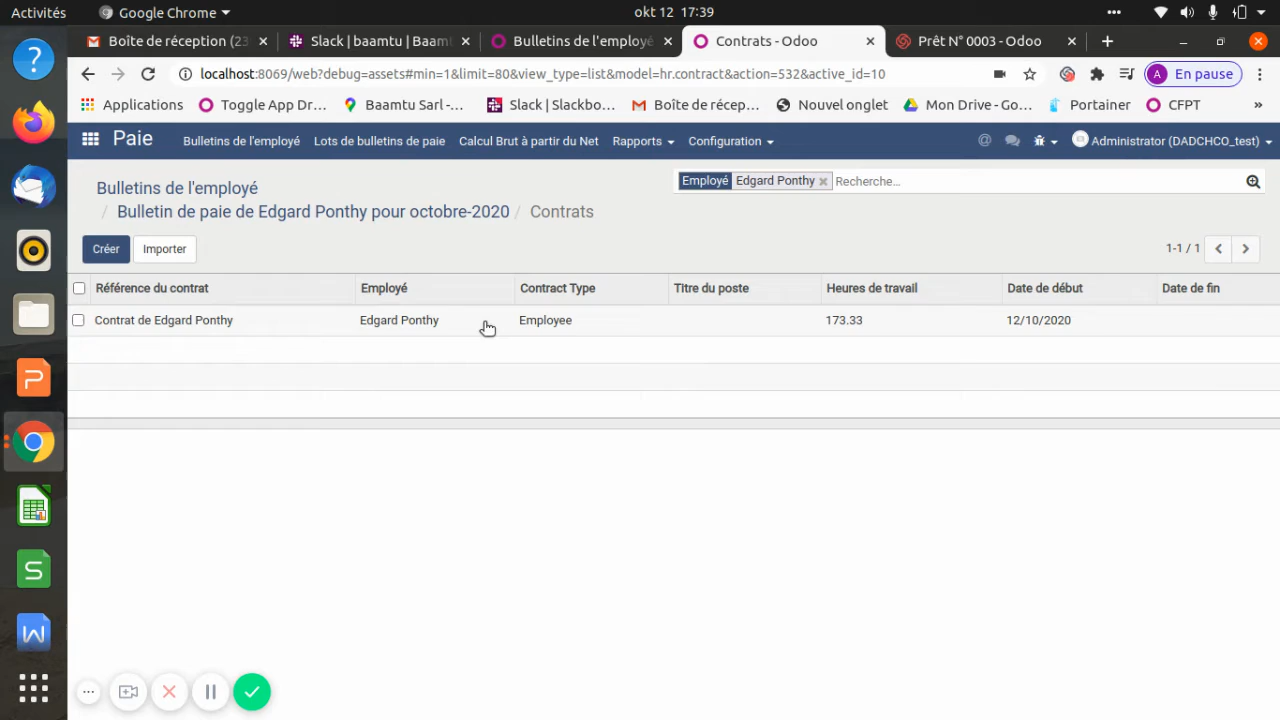 Activités Google Chrome okt 12 17:39
Boîte de réception (23 Slack | baamtu | Baam Bulletins de l'employé Contrats - Odoo Prêt N° 0003 - Odoo
localhost:8069/web?debug=assets#min=1&limit=80&view_type=list&model=hr.contract&action=532&active_id=10 A En pause
Applications Toggle App Dr... Baamtu Sarl -... Slack | Slackbo... Boîte de récep... Nouvel onglet Mon Drive - Go... Portainer CFPT »
Paie Bulletins de l'employé Lots de bulletins de paie Calcul Brut à partir du Net Rapports Configuration @ Administrator (DADCHCO_test)
Bulletins de l'employé Employé Edgard Ponthy Recherche...
/ Bulletin de paie de Edgard Ponthy pour octobre-2020 / Contrats
Créer Importer 1-1 / 1
Référence du contrat Employé Contract Type Titre du poste Heures de travail Date de début Date de fin
Contrat de Edgard Ponthy Edgard Ponthy Employee 173.33 12/10/2020